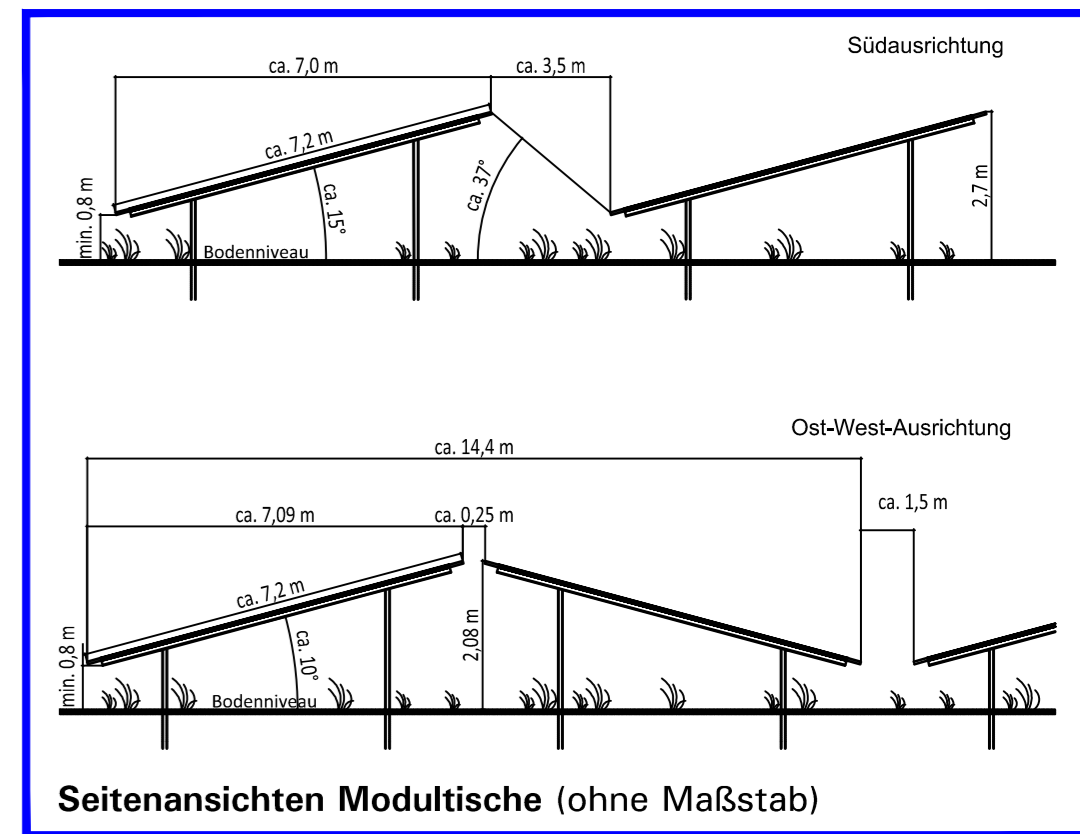 Südausrichtung
ca. 7,0 m
ca. 3,5 m
ca. 7,2 m
ca. 37°
min. 0,8 m
ca. 15°
2,7 m
Bodenniveau
Ost-West-Ausrichtung
ca. 14,4 m
ca. 1,5 m
ca. 7,09 m
ca. 0,25 m
ca. 7,2 m
min. 0,8 m
ca. 10°
2,08 m
Bodenniveau
Seitenansichten Modultische (ohne Maßstab)